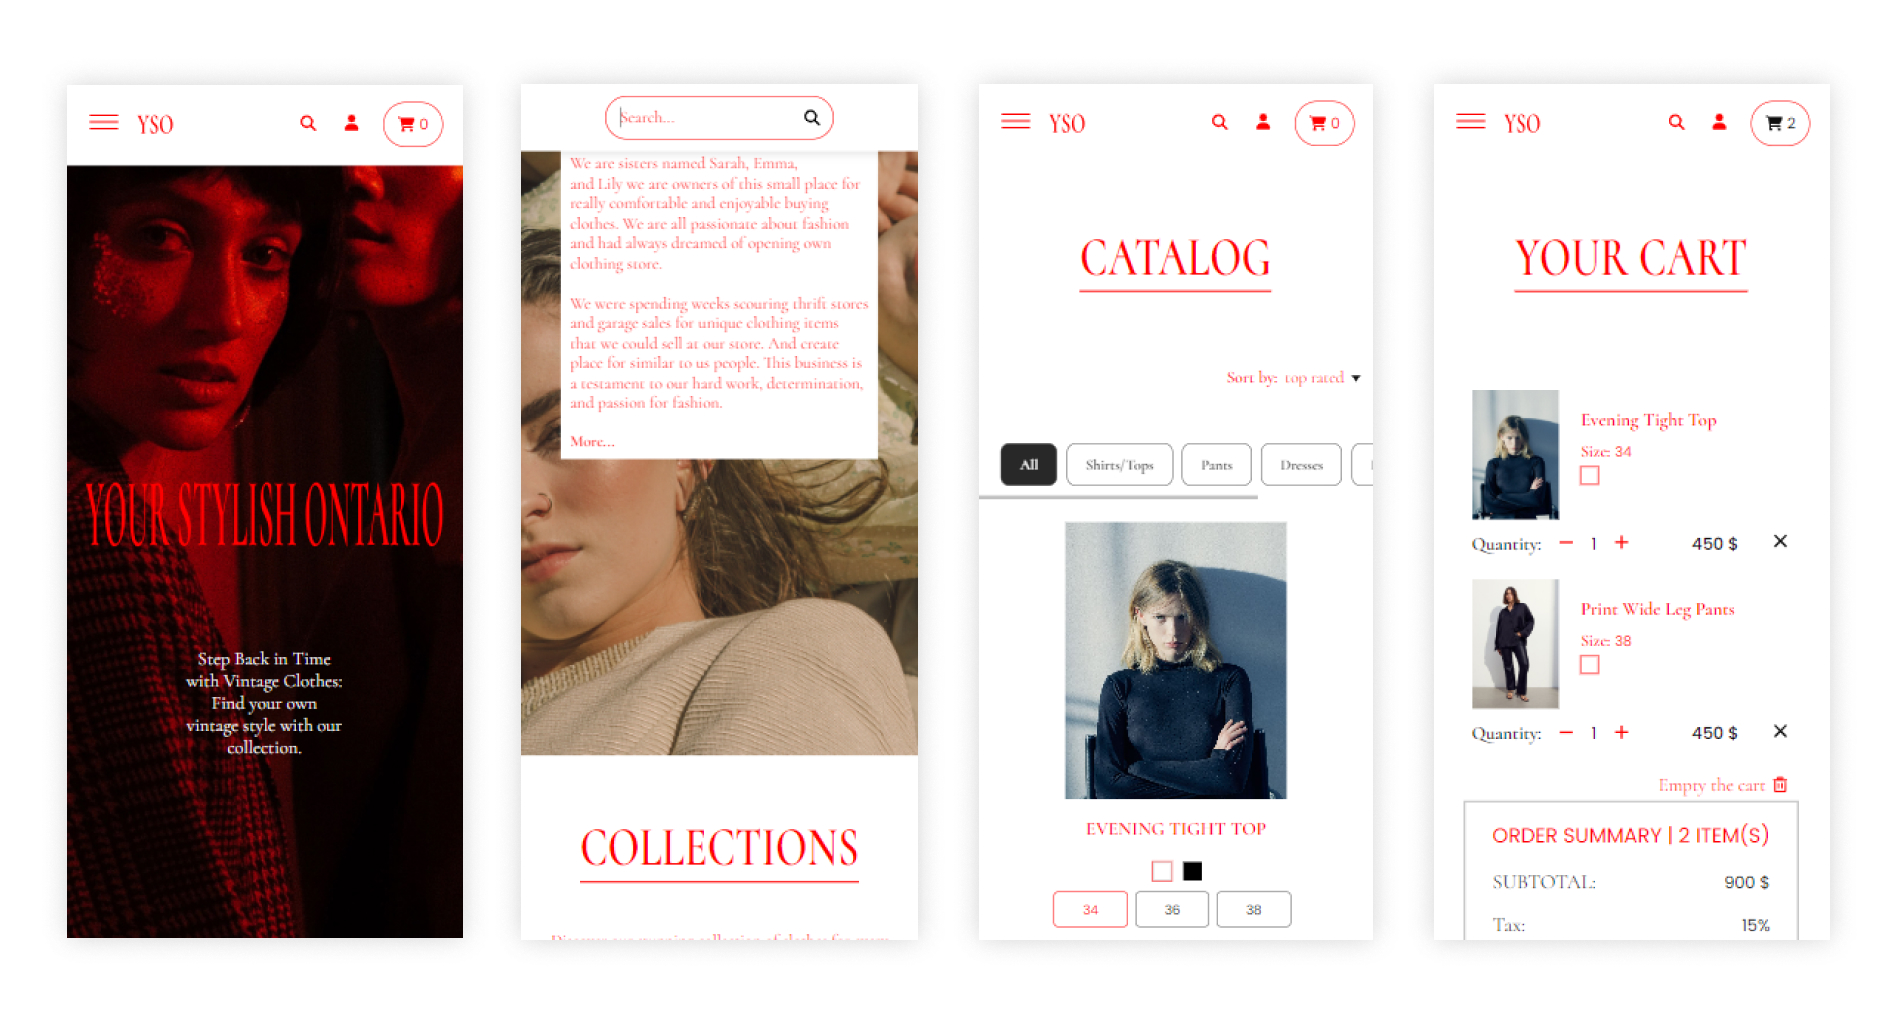 YSO
0
YOUR STYLISH ONTARIO
Step Back in Time
with Vintage Clothes:
Find your own
vintage style with our
collection.
Search...
We are sisters named Sarah, Emma,
and Lily we are owners of this small place for
really comfortable and enjoyable buying
clothes. We are all passionate about fashion
and had always dreamed of opening own
clothing store.
We were spending weeks scouring thrift stores
and garage sales for unique clothing items
that we could sell at our store. And create
place for similar to us people. This business is
a testament to our hard work, determination,
and passion for fashion.
More...
COLLECTIONS
YSO
0
CATALOG
Sort by: top rated
All
Shirts/Tops
Pants
Dresses
EVENING TIGHT TOP
34
36
38
YSO
2
YOUR CART
Evening Tight Top
Size: 34
Quantity: − 1 + 450 $ ×
Print Wide Leg Pants
Size: 38
Quantity: − 1 + 450 $ ×
Empty the cart
ORDER SUMMARY | 2 ITEM(S)
SUBTOTAL: 900 $
Tax: 15%